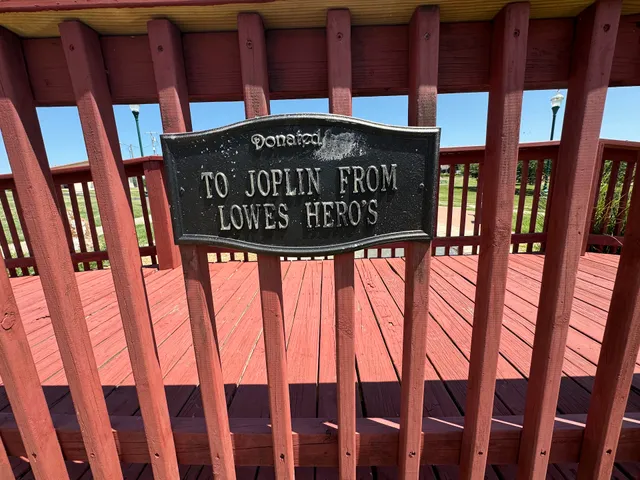 Donated
TO JOPLIN FROM
LOWES HERO'S